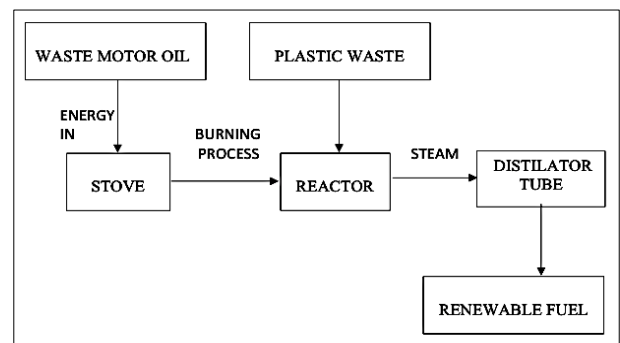 WASTE MOTOR OIL
PLASTIC WASTE
ENERGY
IN
BURNING
PROCESS
STEAM
STOVE
REACTOR
DISTILATOR
TUBE
RENEWABLE FUEL